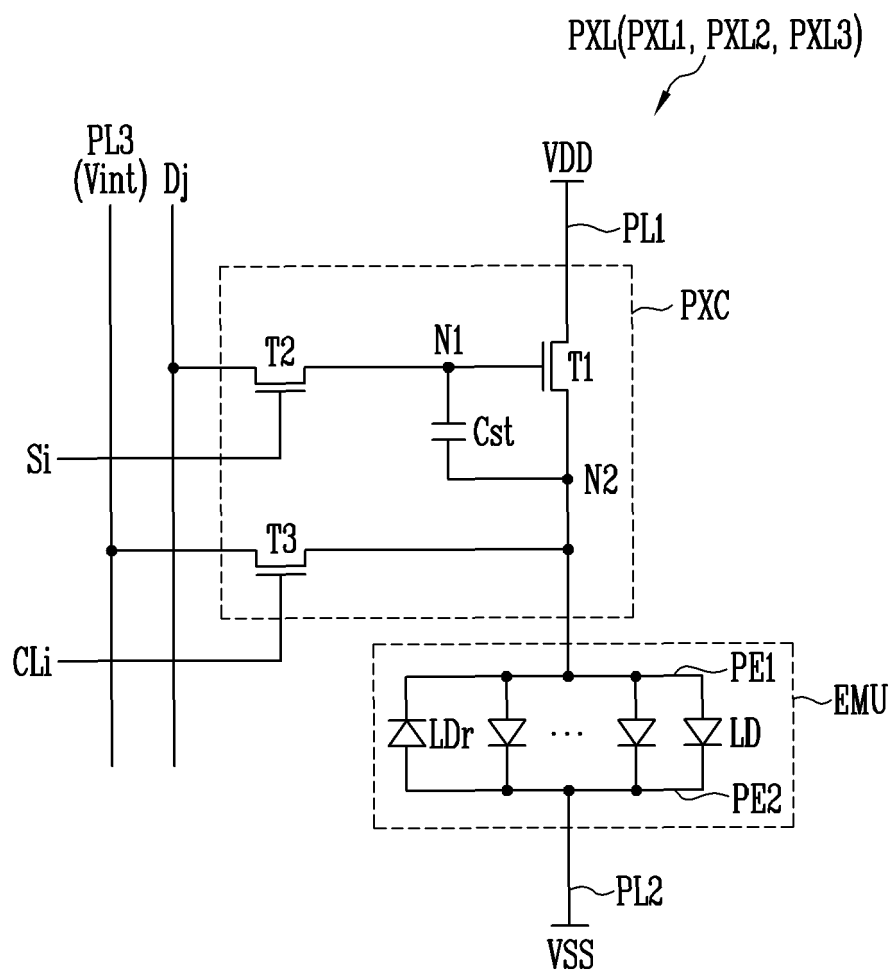 PXL(PXL1, PXL2, PXL3)
PL3
(Vint) Dj
VDD
PL1
PXC
T2
N1
T1
Cst
Si
N2
T3
CLi
PE1
EMU
LDr
...
LD
PE2
PL2
VSS